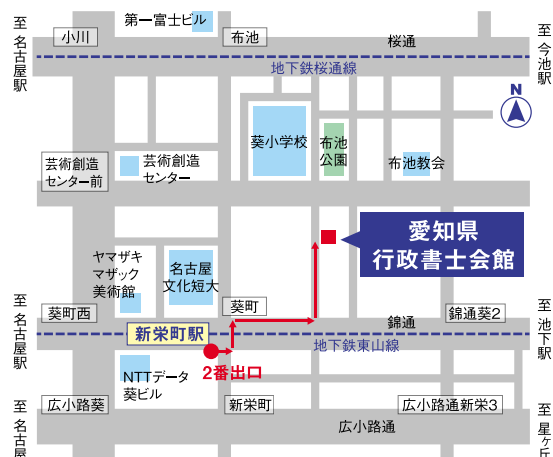 第一富士ビル
至名古屋駅
小川
布池
桜通
至今池駅
地下鉄桜通線
N
葵小学校
布池
公園
芸術創造
センター前
芸術創造
センター
布池教会
愛知県
行政書士会館
ヤマザキ
マザック
美術館
名古屋
文化短大
至名古屋駅
葵町西
葵町
錦通
錦通葵2
至池下駅
新栄町駅
地下鉄東山線
2番出口
NTTデータ
葵ビル
至名古屋
広小路葵
新栄町
広小路通新栄3
広小路通
至星ヶ丘